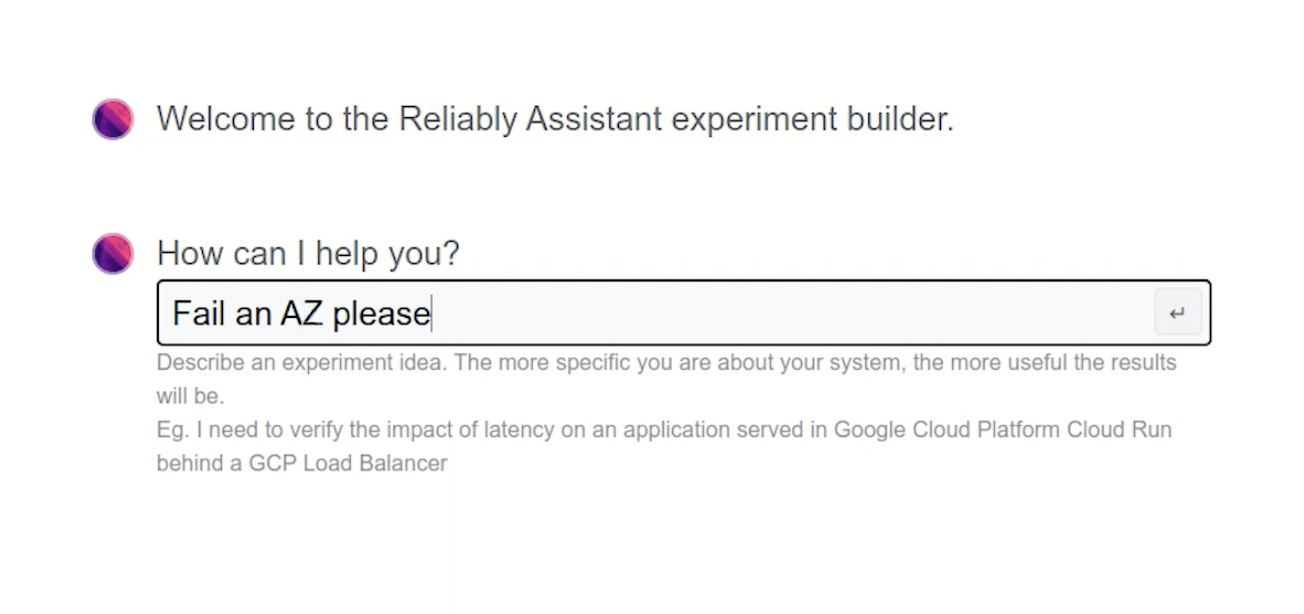 Welcome to the Reliably Assistant experiment builder.
How can I help you?
Fail an AZ please
Describe an experiment idea. The more specific you are about your system, the more useful the results
will be.
Eg. I need to verify the impact of latency on an application served in Google Cloud Platform Cloud Run
behind a GCP Load Balancer